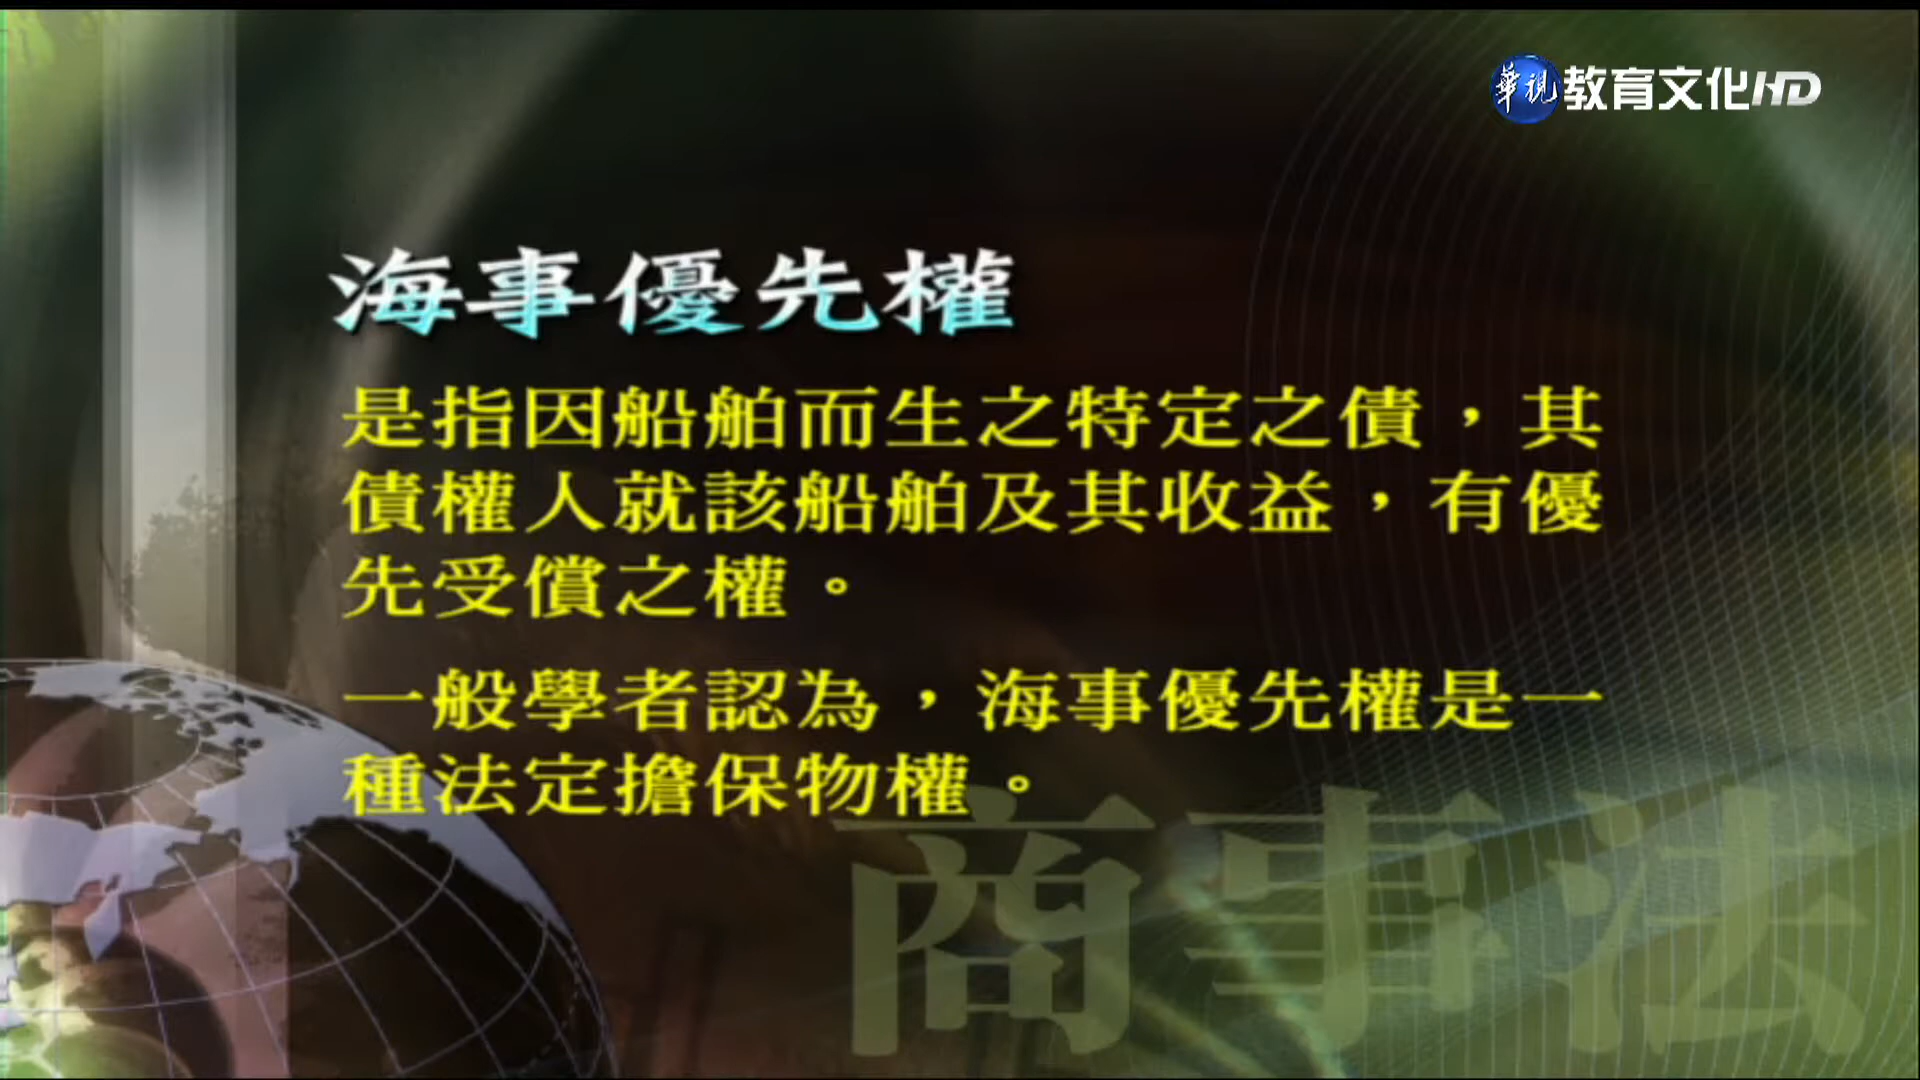 華視 教育文化HD
海事優先權
是指因船舶而生之特定之債，其
債權人就該船舶及其收益，有優
先受償之權。
一般學者認為，海事優先權是一
種法定擔保物權。
商事法